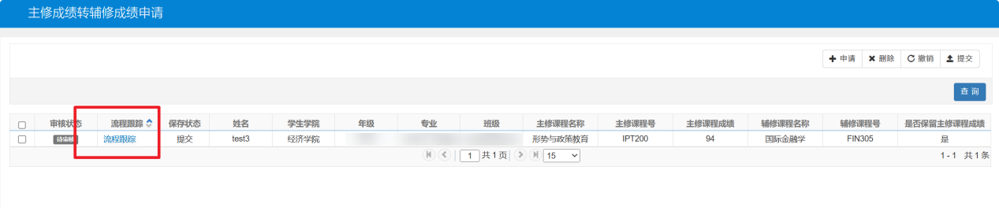 主修成绩转辅修成绩申请
申请 删除 撤销 提交
查 询
审核状态 流程跟踪 保存状态 姓名 学生学院 年级 专业 班级 主修课程名称 主修课程号 主修课程成绩 辅修课程名称 辅修课程号 是否保留主修课程成绩
待审核 流程跟踪 提交 test3 经济学院 形势与政策教育 IPT200 94 国际金融学 FIN305 是
1 共 1 页 15 1 - 1 共 1 条